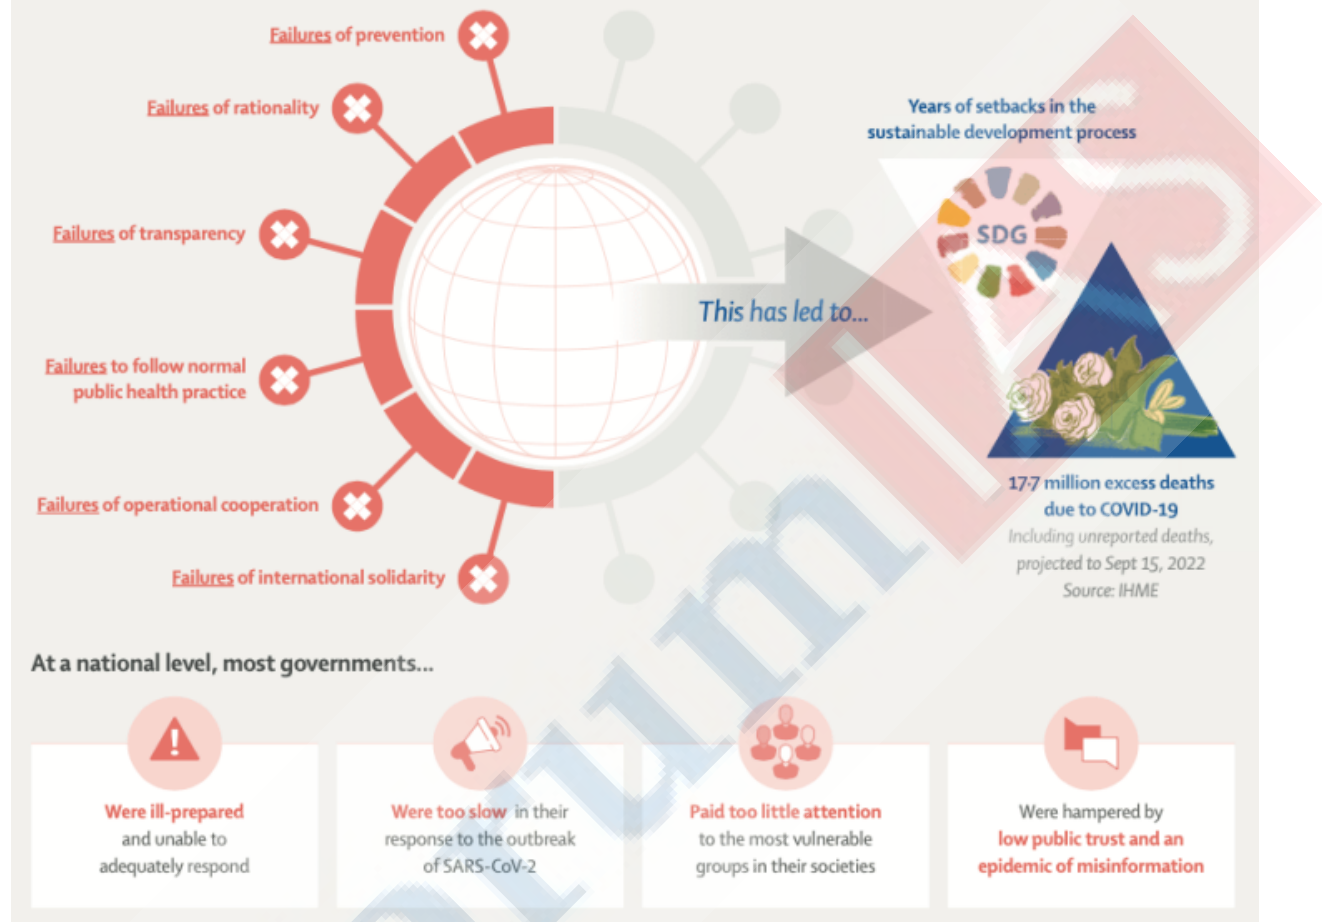 Failures of prevention
Failures of rationality
Failures of transparency
Failures to follow normal
public health practice
Failures of operational cooperation
Failures of international solidarity
This has led to...
Years of setbacks in the
sustainable development process
SDG
17·7 million excess deaths
due to COVID-19
Including unreported deaths,
projected to Sept 15, 2022
Source: IHME
At a national level, most governments...
Were ill-prepared
and unable to
adequately respond
Were too slow in their
response to the outbreak
of SARS-CoV-2
Paid too little attention
to the most vulnerable
groups in their societies
Were hampered by
low public trust and an
epidemic of misinformation
rum
IAS